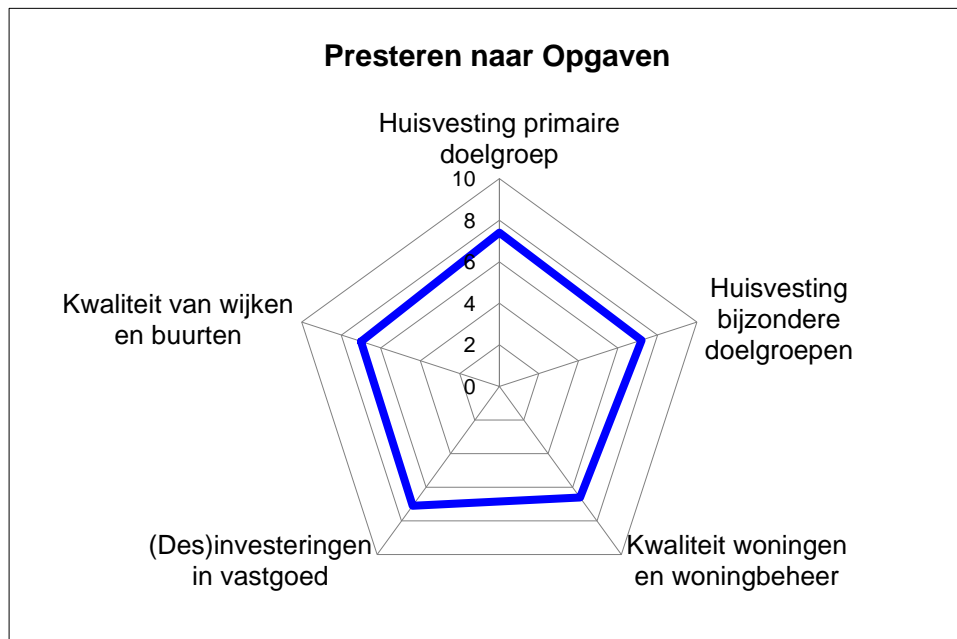 Presteren naar Opgaven
Huisvesting primaire
doelgroep
10
8
6
4
2
0
Huisvesting
bijzondere
doelgroepen
Kwaliteit woningen
en woningbeheer
(Des)investeringen
in vastgoed
Kwaliteit van wijken
en buurten